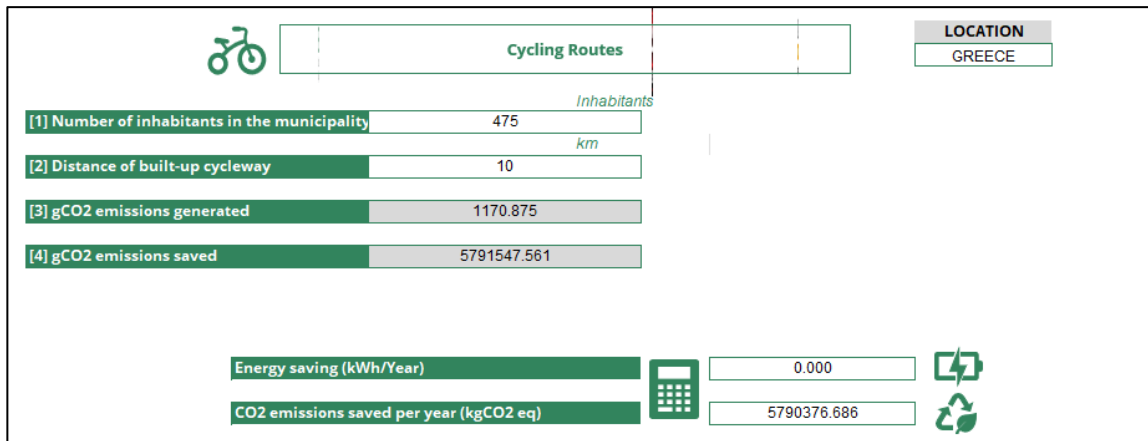 Cycling Routes
LOCATION
GREECE
Inhabitants
[1] Number of inhabitants in the municipality 475
km
[2] Distance of built-up cycleway 10
[3] gCO2 emissions generated 1170.875
[4] gCO2 emissions saved 5791547.561
Energy saving (kWh/Year) 0.000
CO2 emissions saved per year (kgCO2 eq) 5790376.686